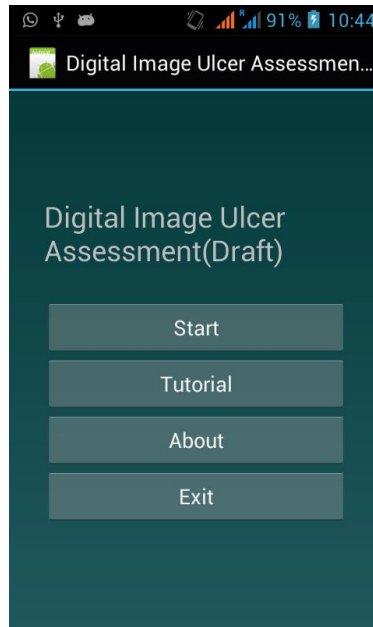 R 91% 10:44
Digital Image Ulcer Assessmen...
Digital Image Ulcer
Assessment(Draft)
Start
Tutorial
About
Exit